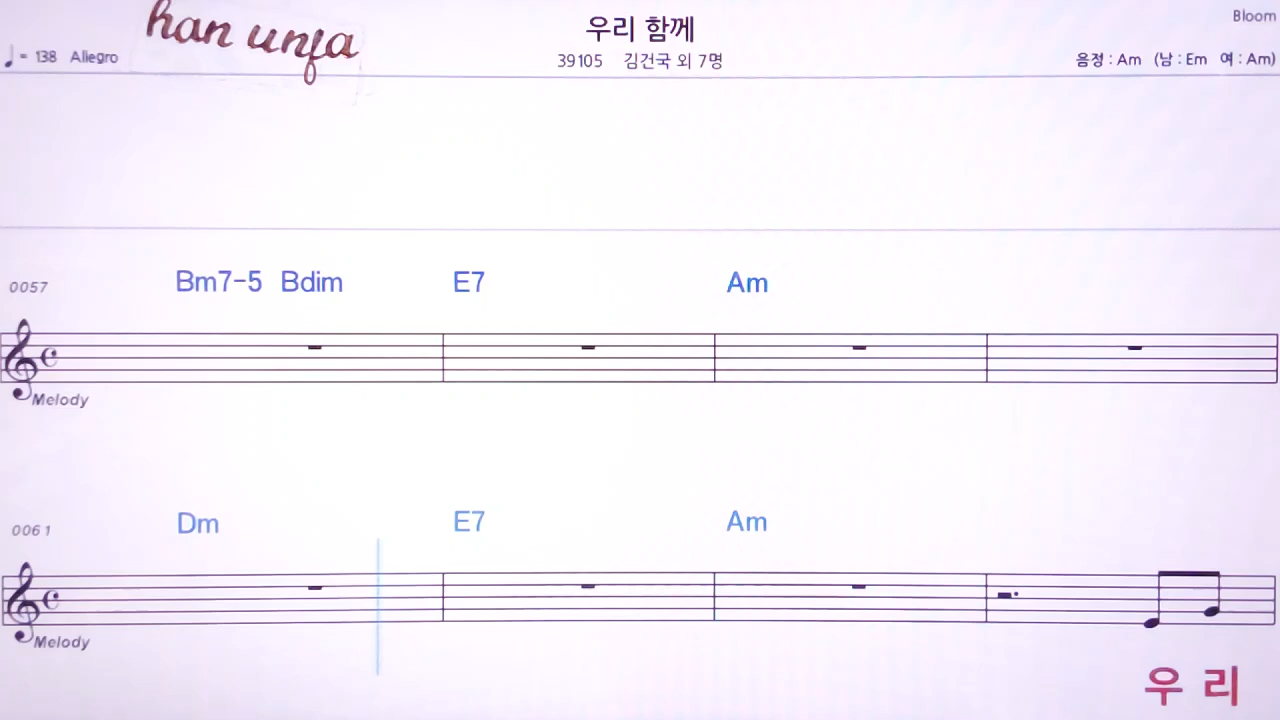 han unfa
우리 함께
Bloom
♩= 138 Allegro
39105 김건국 외 7명
음정 : Am (남 : Em 여 : Am)
0057 Bm7-5 Bdim E7 Am
Melody
0061 Dm E7 Am
Melody
우 리